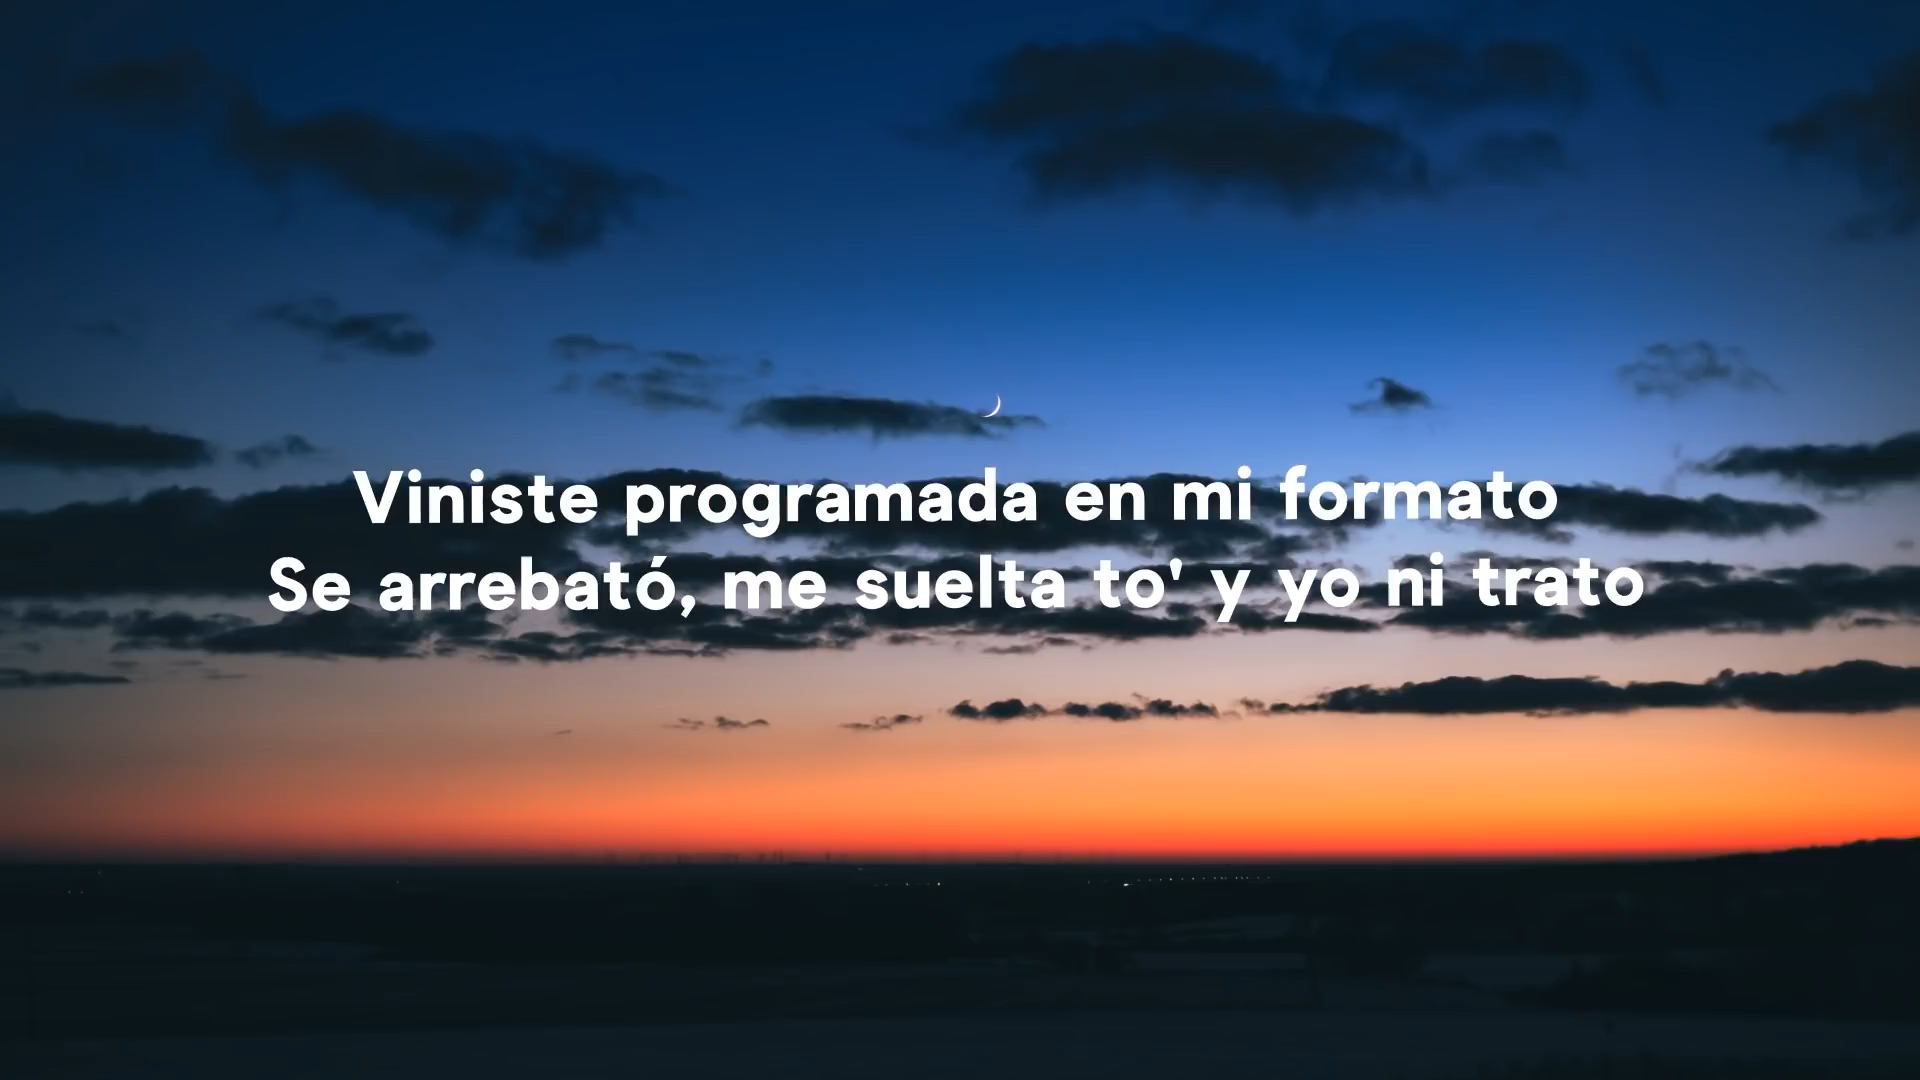 Viniste programada en mi formato
Se arrebató, me suelta to' y yo ni trato